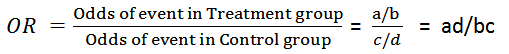 OR = Odds of event in Treatment group / Odds of event in Control group = a/b / c/d = ad/bc